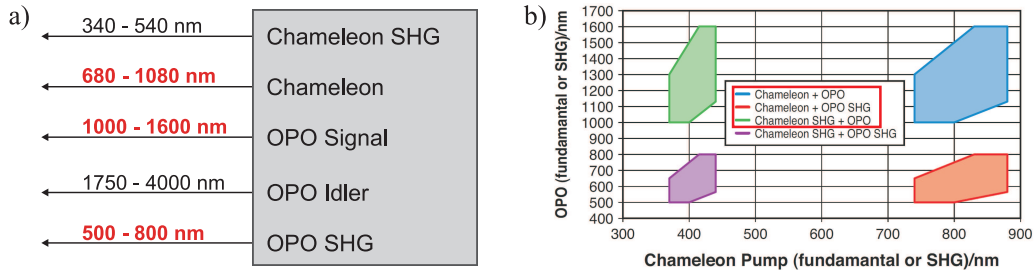 a)
340 - 540 nm
Chameleon SHG
680 - 1080 nm
Chameleon
1000 - 1600 nm
OPO Signal
1750 - 4000 nm
OPO Idler
500 - 800 nm
OPO SHG
b)
OPO (fundamantal or SHG)/nm
1700
1600
1500
1400
1300
1200
1100
1000
900
800
700
600
500
400
Chameleon + OPO
Chameleon + OPO SHG
Chameleon SHG + OPO
Chameleon SHG + OPO SHG
300 400 500 600 700 800 900
Chameleon Pump (fundamantal or SHG)/nm